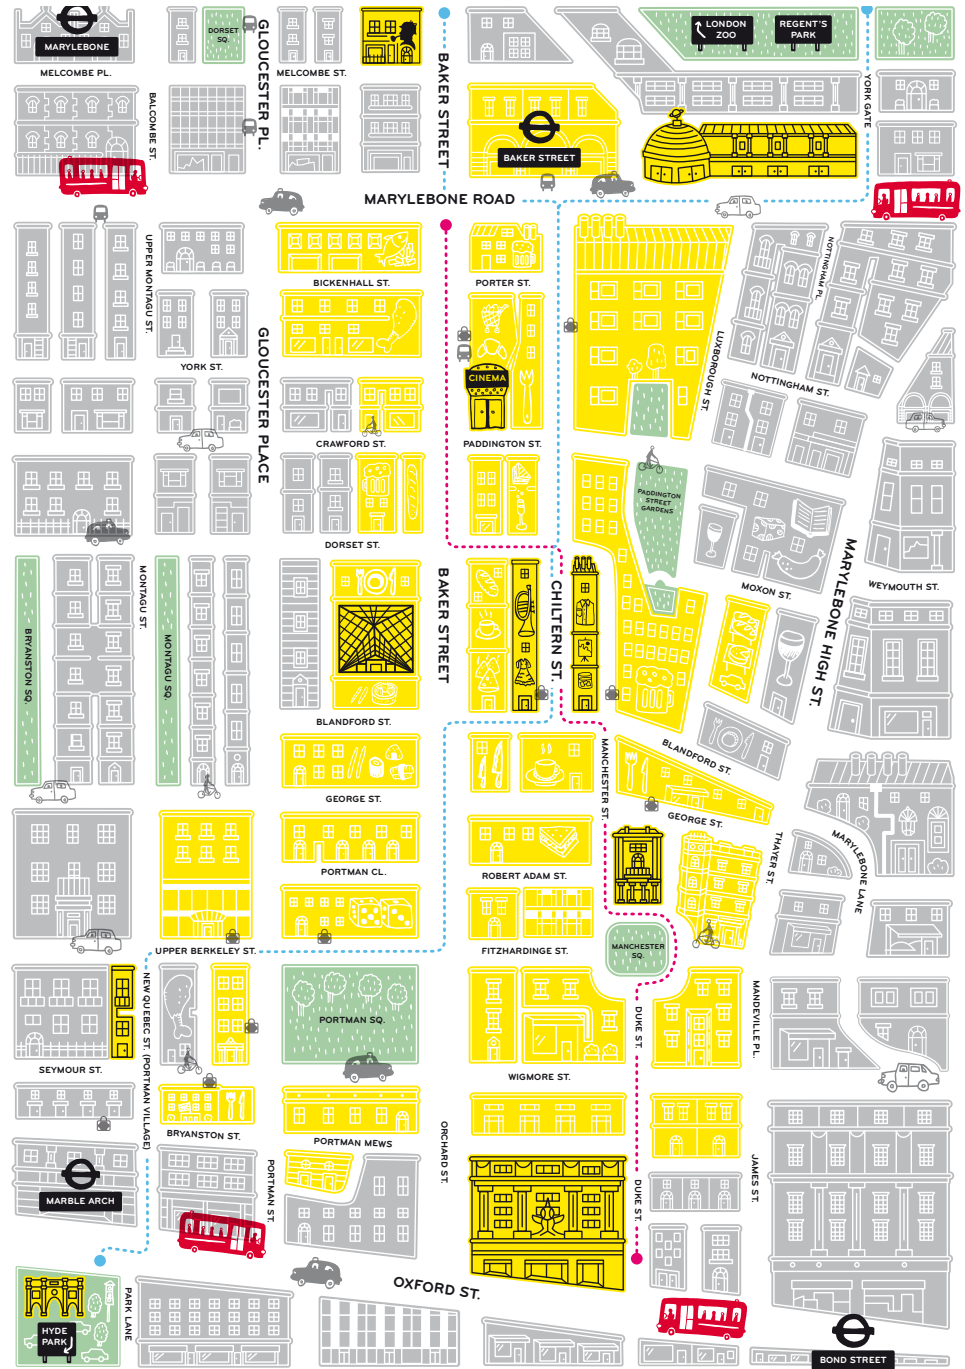 MARYLEBONE
MELCOMBE PL.
DORSET
SQ.
GLOUCESTER PL.
MELCOMBE ST.
BAKER STREET
LONDON
ZOO
REGENT'S
PARK
YORK GATE
BALCOMBE ST.
BAKER STREET
MARYLEBONE ROAD
UPPER MONTAGU ST.
BICKENHALL ST.
PORTER ST.
NOTTINGHAM PL.
LUXBOROUGH ST.
YORK ST.
GLOUCESTER PLACE
CINEMA
NOTTINGHAM ST.
CRAWFORD ST.
PADDINGTON ST.
PADDINGTON
STREET
GARDENS
DORSET ST.
MARYLEBONE HIGH ST.
WEYMOUTH ST.
MOXON ST.
BRYANSTON SQ.
MONTAGU ST.
MONTAGU SQ.
BAKER STREET
CHILTERN ST.
BLANDFORD ST.
BLANDFORD ST.
MANCHESTER ST.
GEORGE ST.
GEORGE ST.
THAYER ST.
MARYLEBONE LANE
PORTMAN CL.
ROBERT ADAM ST.
UPPER BERKELEY ST.
FITZHARDINGE ST.
MANCHESTER
SQ.
NEW QUEBEC ST. (PORTMAN VILLAGE)
PORTMAN SQ.
DUKE ST.
MANDEVILLE PL.
SEYMOUR ST.
WIGMORE ST.
BRYANSTON ST.
PORTMAN MEWS
ORCHARD ST.
MARBLE ARCH
PORTMAN ST.
DUKE ST.
JAMES ST.
OXFORD ST.
PARK LANE
HYDE
PARK
BOND STREET